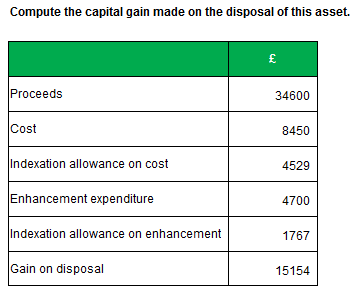 Compute the capital gain made on the disposal of this asset.
£
Proceeds 34600
Cost 8450
Indexation allowance on cost 4529
Enhancement expenditure 4700
Indexation allowance on enhancement 1767
Gain on disposal 15154